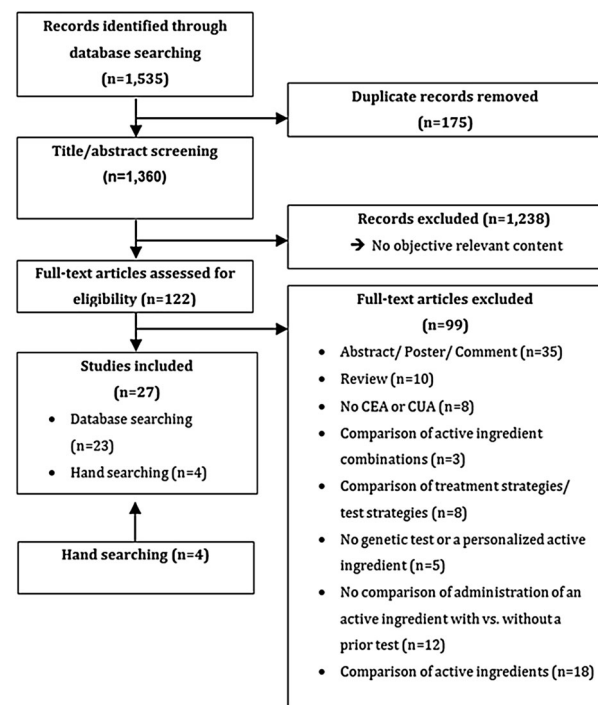 Records identified through
database searching
(n=1,535)
Duplicate records removed
(n=175)
Title/abstract screening
(n=1,360)
Records excluded (n=1,238)
➔ No objective relevant content
Full-text articles assessed for
eligibility (n=122)
Full-text articles excluded
(n=99)
• Abstract/ Poster/ Comment (n=35)
• Review (n=10)
• No CEA or CUA (n=8)
• Comparison of active ingredient
combinations (n=3)
• Comparison of treatment strategies/
test strategies (n=8)
• No genetic test or a personalized active
ingredient (n=5)
• No comparison of administration of an
active ingredient with vs. without a
prior test (n=12)
• Comparison of active ingredients (n=18)
Studies included
(n=27)
• Database searching
(n=23)
• Hand searching (n=4)
Hand searching (n=4)